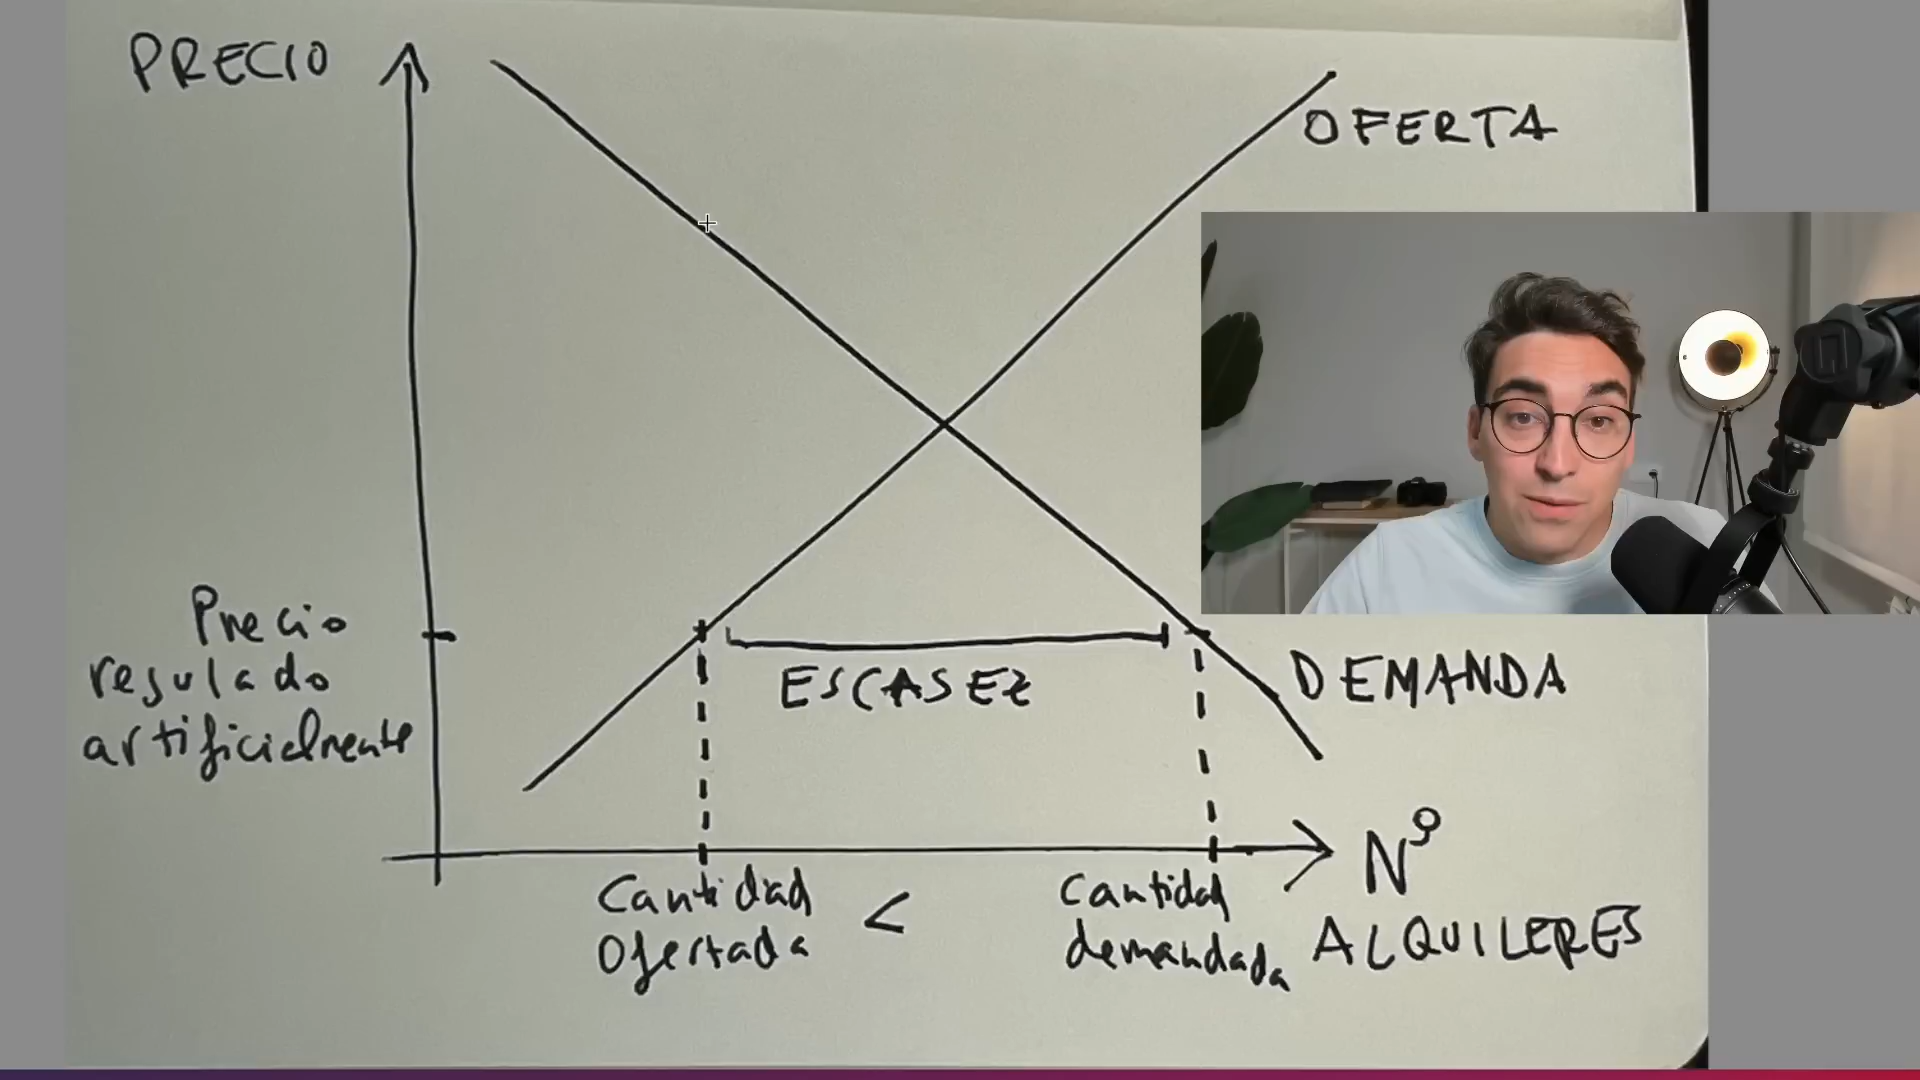 PRECIO
OFERTA
Precio
regulado
artificialmente
ESCASEZ
DEMANDA
Cantidad
Ofertada
<
Cantidad
demandada
Nº
ALQUILERES